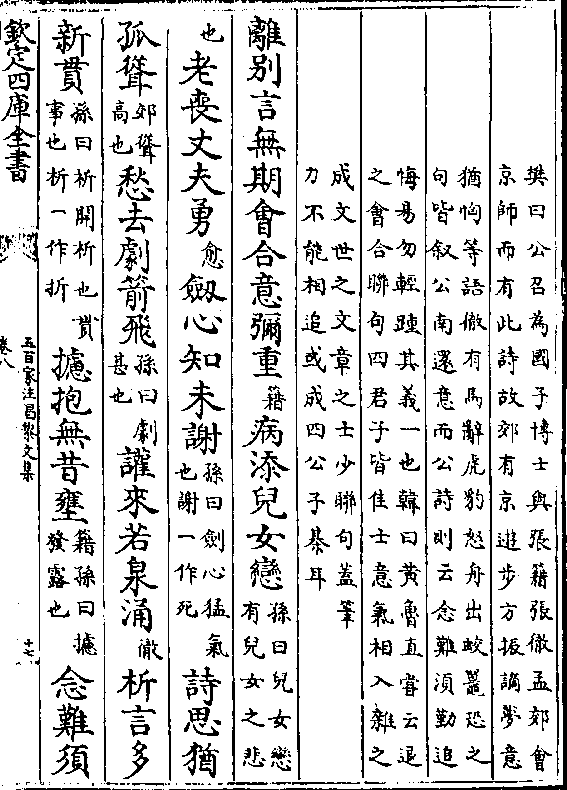 樊曰公召為國子博士與張籍張徹孟郊會
京師而有此詩故郊有京遊步方振謫夢意
猶恟等語徹有馬辭虎豹怒舟出蛟鼉恐之
句皆叙公南還意而公詩則云念難須勤追
悔易勿輕踵其義一也韓曰黄魯直嘗云退
之會合聯句四君子皆佳士意氣相入雜之
成文世之文章之士少聯句盖筆
力不能相追或成四公子棊耳
離別言無期會合意彌重籍病添兒女戀孫曰兒女戀有兒女之悲
也老喪丈夫勇愈劒心知未謝孫曰劍心猛氣也謝一作死詩思猶
孤聳郊聳高也愁去劇箭飛孫曰劇甚也讙來若泉涌徹析言多
新貫孫曰析開析也貫事也析一作折攄抱無昔壅籍孫曰攄發露也念難須
欽定四庫全書
五百家注昌黎文集
卷八
十七